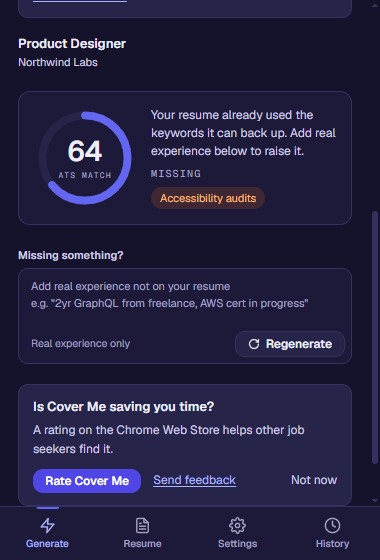 Product Designer
Northwind Labs
64
ATS MATCH
Your resume already used the
keywords it can back up. Add real
experience below to raise it.
MISSING
Accessibility audits
Missing something?
Add real experience not on your resume
e.g. "2yr GraphQL from freelance, AWS cert in progress"
Real experience only
Regenerate
Is Cover Me saving you time?
A rating on the Chrome Web Store helps other job
seekers find it.
Rate Cover Me
Send feedback
Not now
Generate
Resume
Settings
History